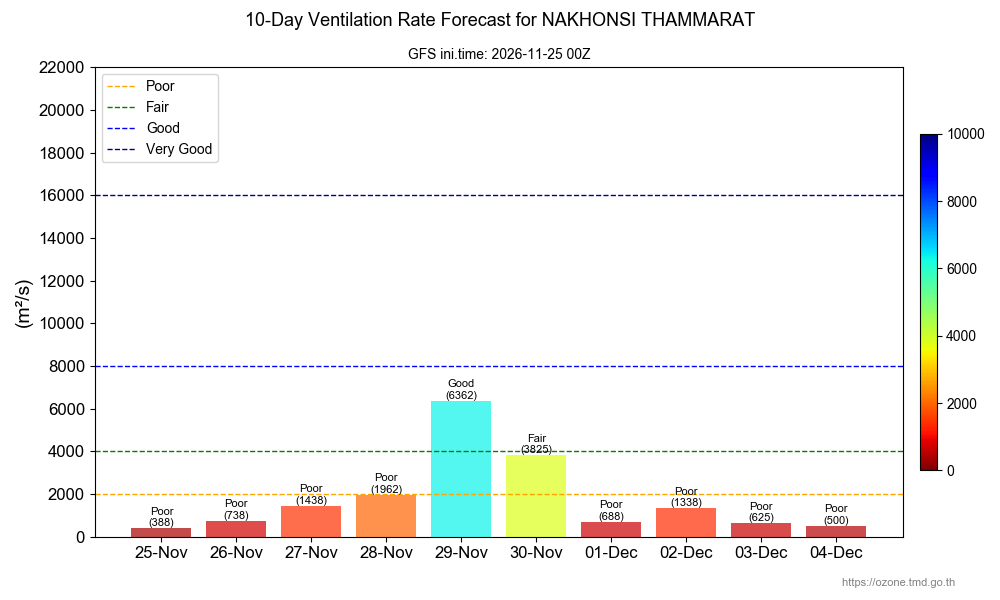 10-Day Ventilation Rate Forecast for NAKHONSI THAMMARAT
GFS ini.time: 2026-11-25 00Z
(m²/s)
22000
20000
18000
16000
14000
12000
10000
8000
6000
4000
2000
0
Poor
Fair
Good
Very Good
Poor
(388)
Poor
(738)
Poor
(1438)
Poor
(1962)
Good
(6362)
Fair
(3825)
Poor
(688)
Poor
(1338)
Poor
(625)
Poor
(500)
25-Nov 26-Nov 27-Nov 28-Nov 29-Nov 30-Nov 01-Dec 02-Dec 03-Dec 04-Dec
10000
8000
6000
4000
2000
0
https://ozone.tmd.go.th